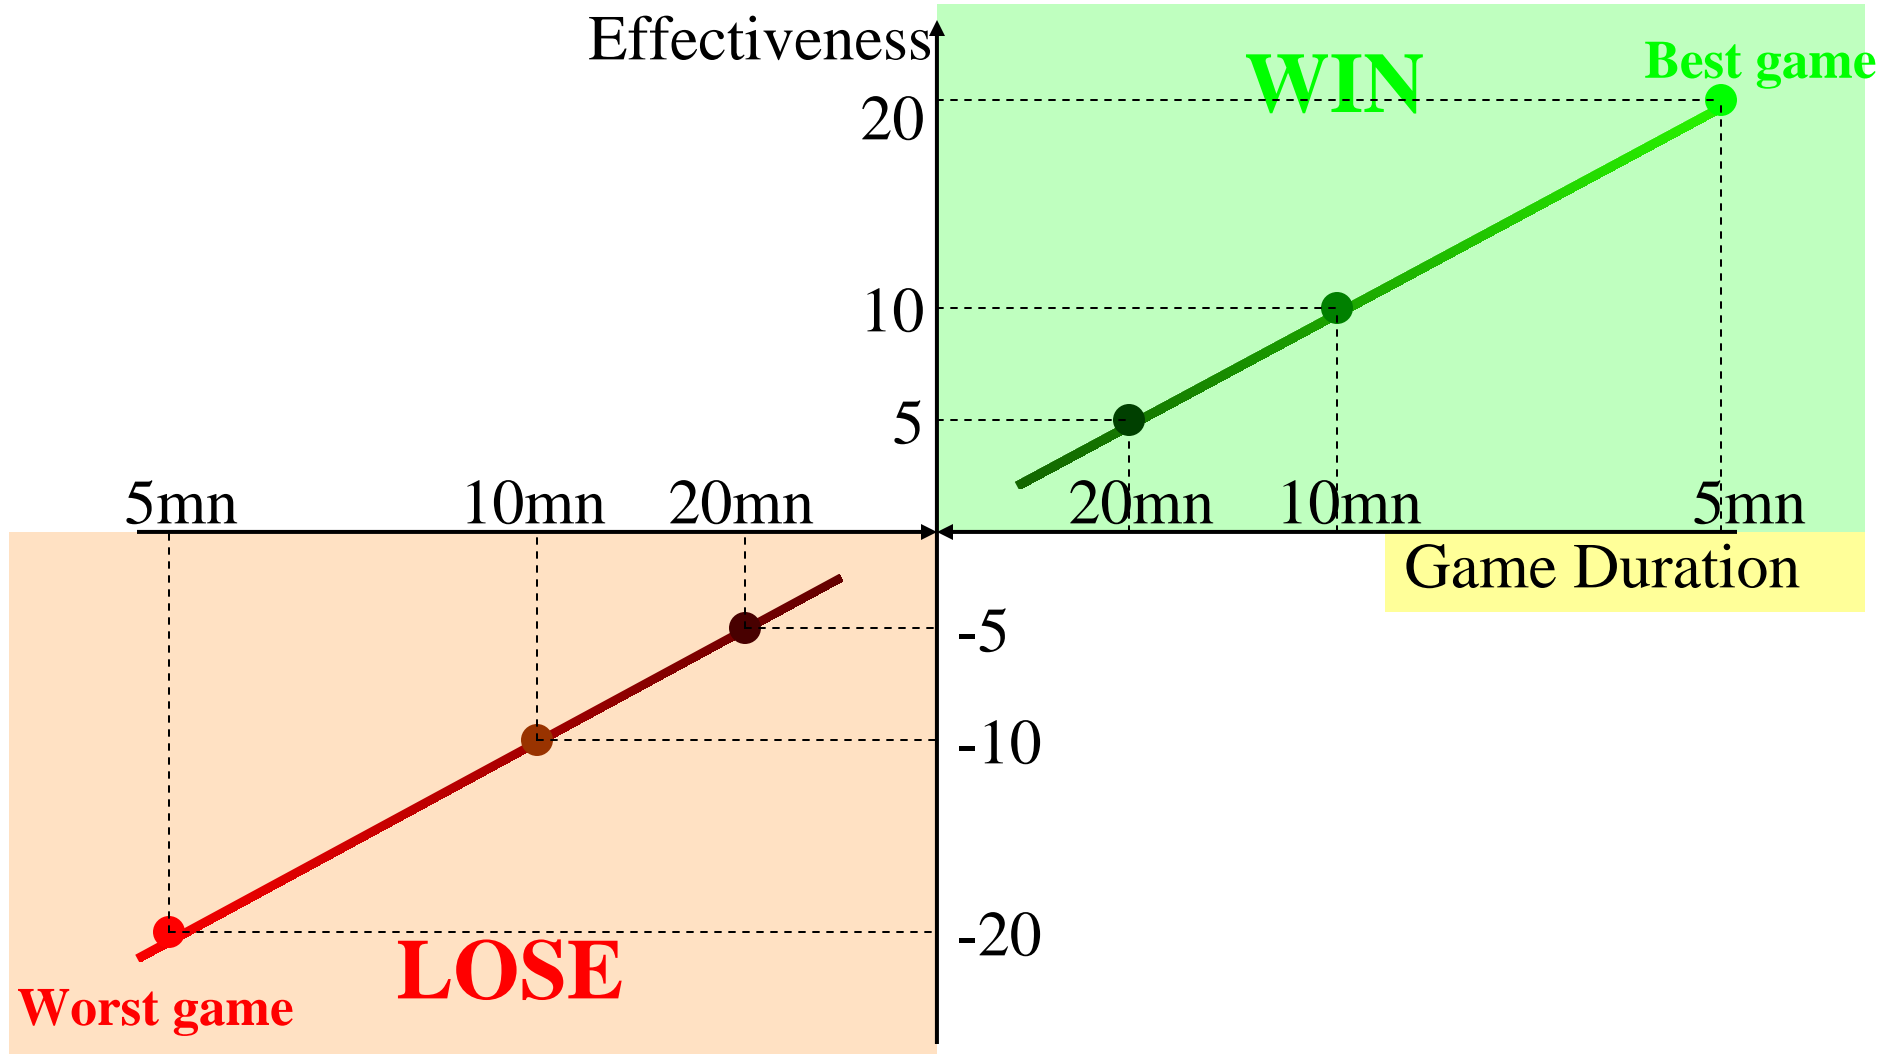 Effectiveness
WIN
Best game
20
10
5
5mn
10mn
20mn
20mn
10mn
5mn
Game Duration
-5
-10
-20
LOSE
Worst game